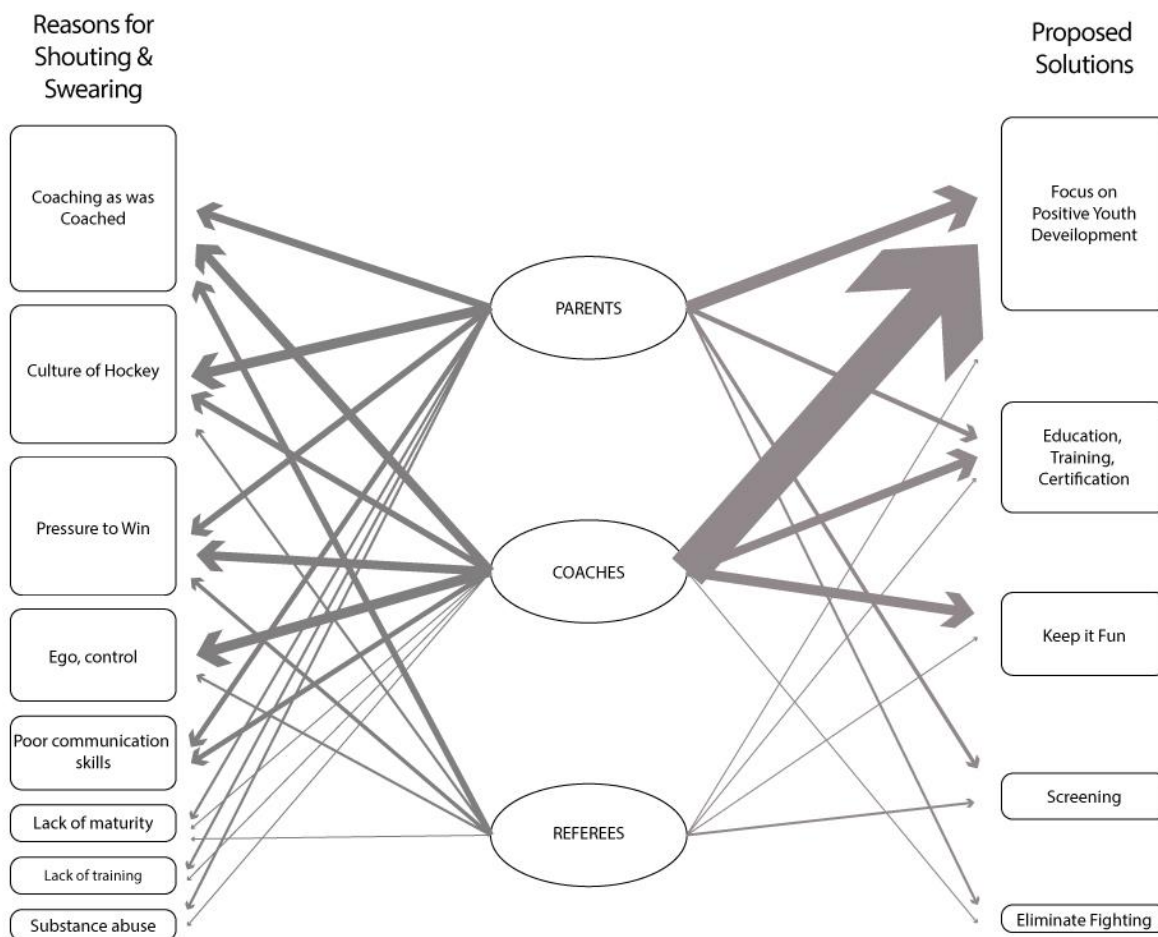 Reasons for
Shouting &
Swearing
Coaching as was
Coached
Culture of Hockey
Pressure to Win
Ego, control
Poor communication
skills
Lack of maturity
Lack of training
Substance abuse
PARENTS
COACHES
REFEREES
Proposed
Solutions
Focus on
Positive Youth
Deveilopment
Education,
Training,
Certification
Keep it Fun
Screening
Eliminate Fighting